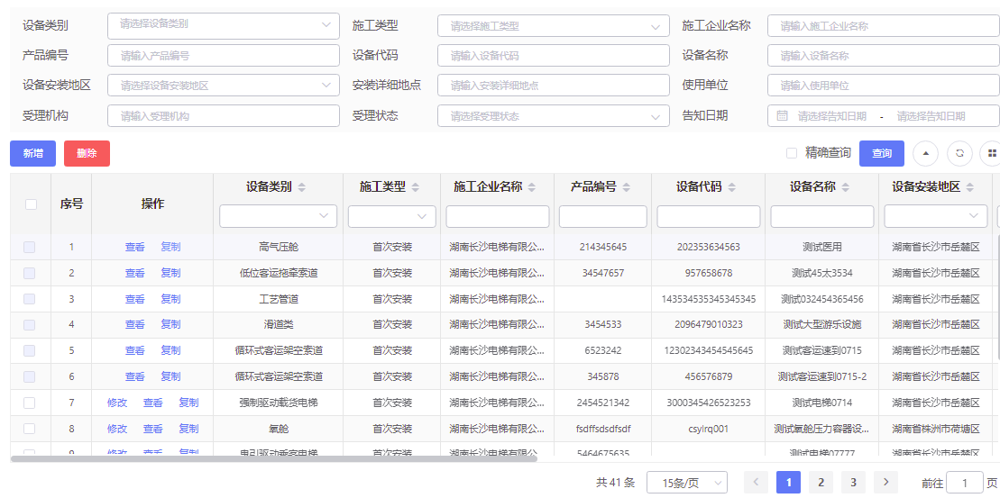 设备类别 请选择设备类别 施工类型 请选择施工类型 施工企业名称 请输入施工企业名称
产品编号 请输入产品编号 设备代码 请输入设备代码 设备名称 请输入设备名称
设备安装地区 请选择设备安装地区 安装详细地点 请输入安装详细地点 使用单位 请输入使用单位
受理机构 请输入受理机构 受理状态 请选择受理状态 告知日期 请选择告知日期 - 请选择告知日期
新增 删除 精确查询 查询
序号 操作 设备类别 施工类型 施工企业名称 产品编号 设备代码 设备名称 设备安装地区
1 查看 复制 高气压舱 首次安装 湖南长沙电梯有限公... 214345645 202353634563 测试医用 湖南省长沙市岳麓区
2 查看 复制 低位客运拖牵索道 首次安装 湖南长沙电梯有限公... 34547657 957658678 测试45太3534 湖南省长沙市岳麓区
3 查看 复制 工艺管道 首次安装 湖南长沙电梯有限公... 143534535345345345 测试032454365456 湖南省长沙市岳麓区
4 查看 复制 滑道类 首次安装 湖南长沙电梯有限公... 3454533 2096479010323 测试大型游乐设施 湖南省长沙市岳麓区
5 查看 复制 循环式客运架空索道 首次安装 湖南长沙电梯有限公... 6523242 12302343454545645 测试客运速到0715 湖南省长沙市岳麓区
6 查看 复制 循环式客运架空索道 首次安装 湖南长沙电梯有限公... 345878 456576879 测试客运速到0715-2 湖南省长沙市岳麓区
7 修改 查看 复制 强制驱动载货电梯 首次安装 湖南长沙电梯有限公... 2454521342 3000345426523253 测试电梯0714 湖南省长沙市岳麓区
8 修改 查看 复制 氧舱 首次安装 湖南长沙电梯有限公... fsdffsdsdfsdf csylrq001 测试氧舱压力容器设... 湖南省株洲市荷塘区
9 修改 查看 复制 曳引驱动乘客电梯 首次安装 湖南长沙电梯有限公... 5464675635 测试电梯07777 湖南省长沙市岳麓区
共 41 条 15条/页 1 2 3 前往 1 页